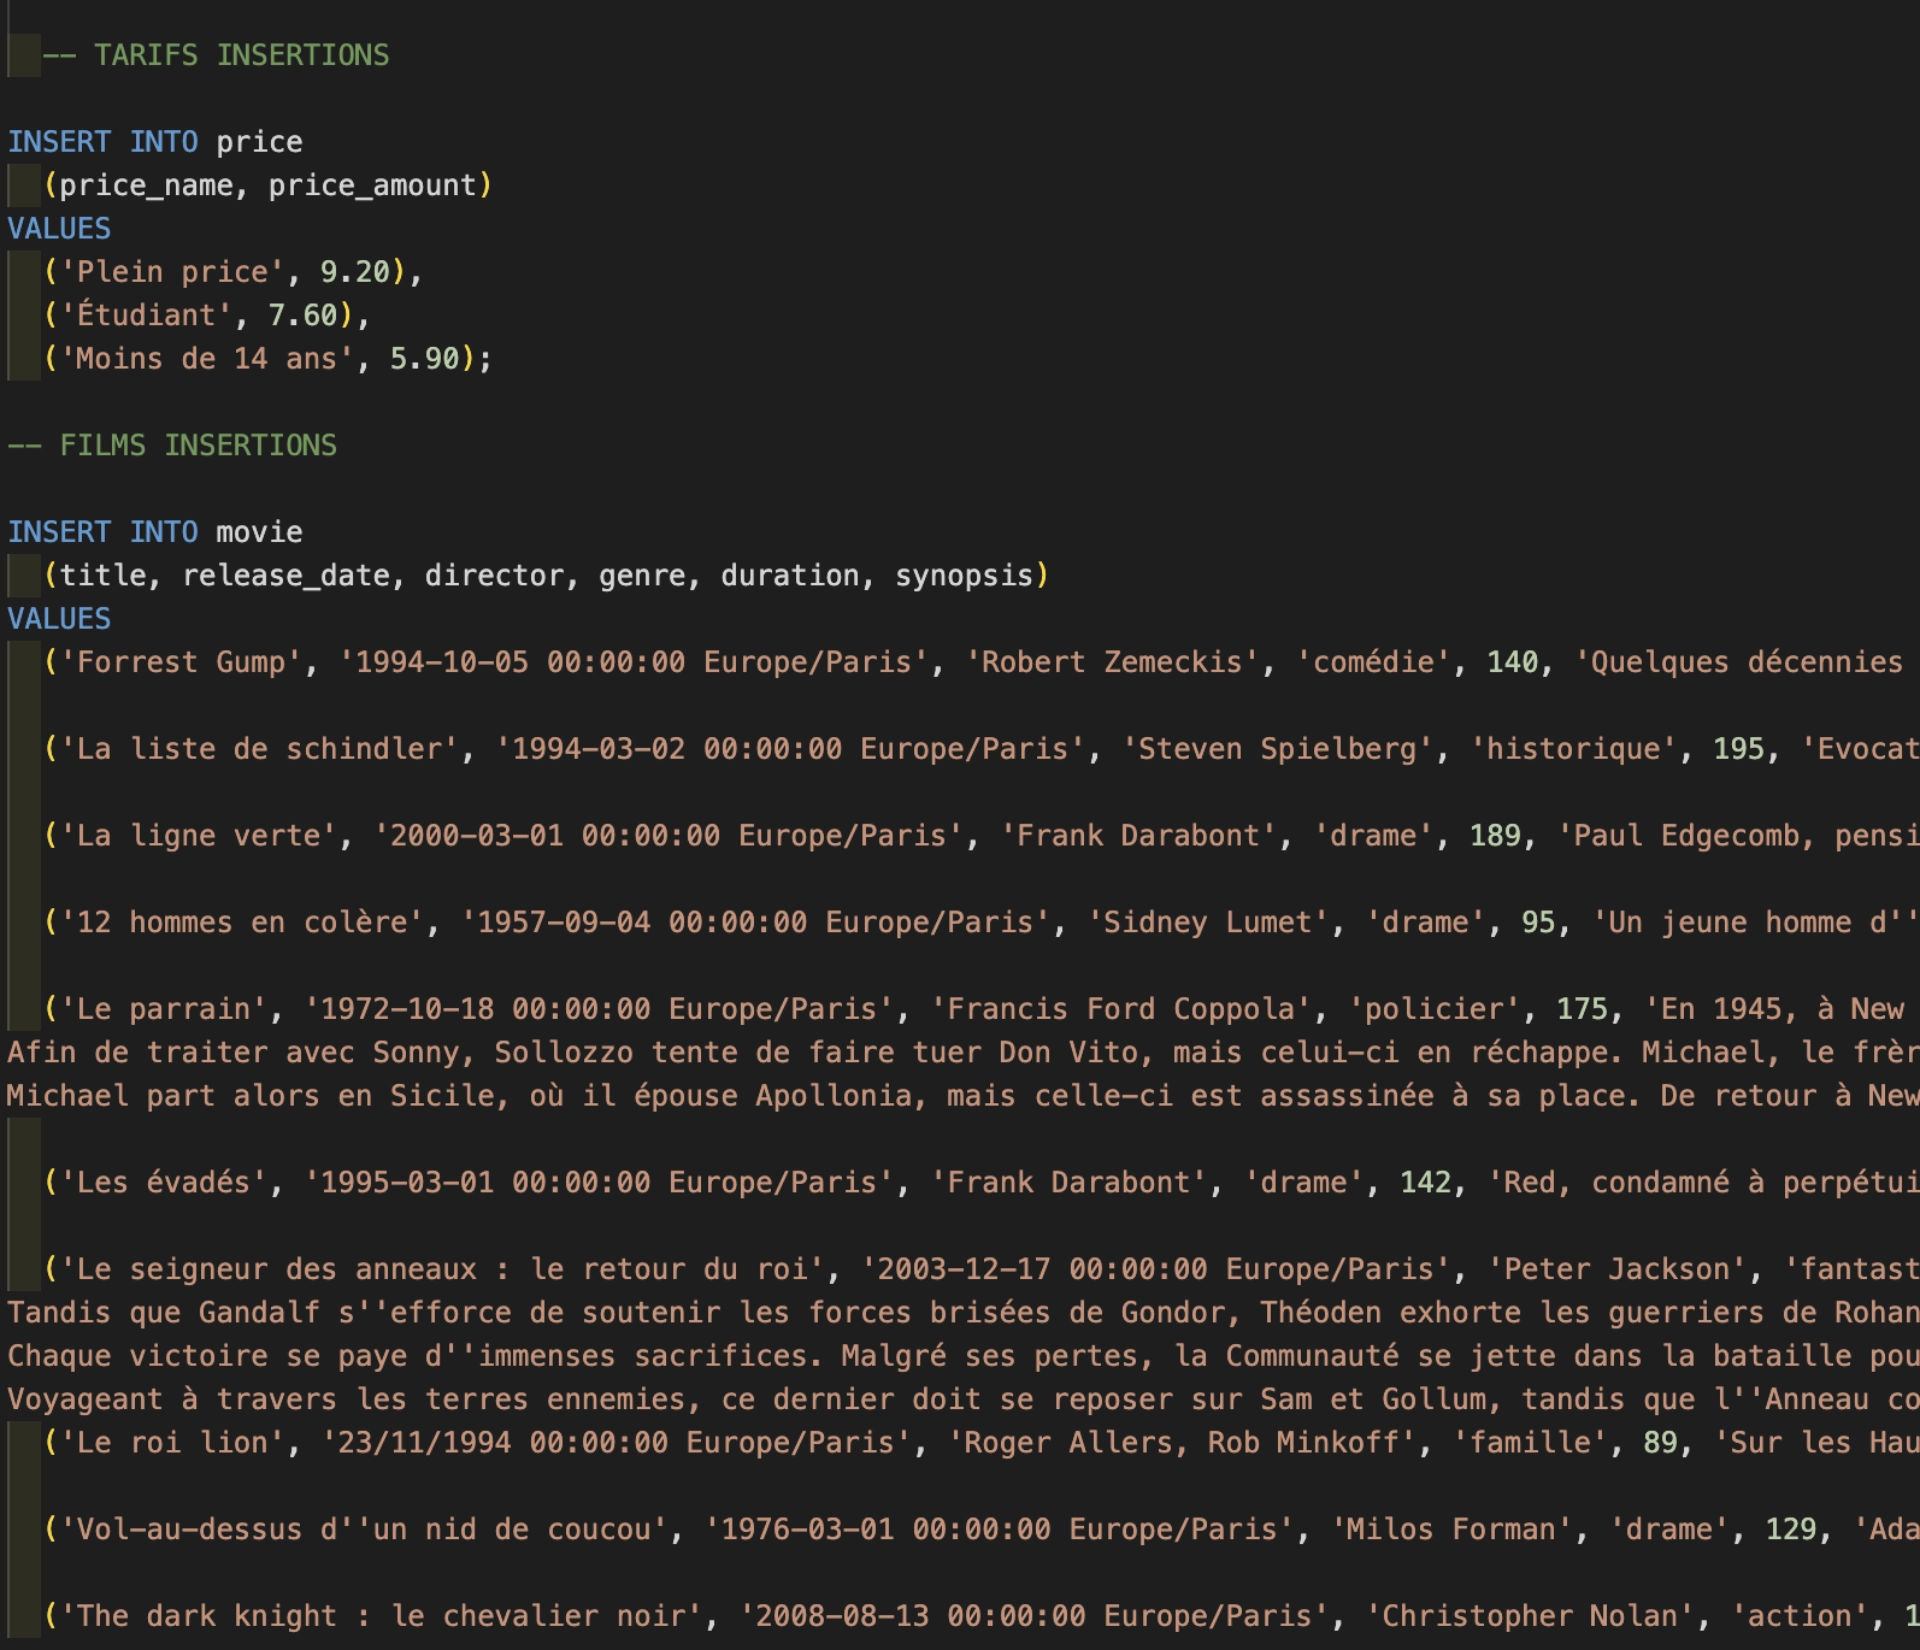 -- TARIFS INSERTIONS
INSERT INTO price
(price_name, price_amount)
VALUES
('Plein price', 9.20),
('Étudiant', 7.60),
('Moins de 14 ans', 5.90);
-- FILMS INSERTIONS
INSERT INTO movie
(title, release_date, director, genre, duration, synopsis)
VALUES
('Forrest Gump', '1994-10-05 00:00:00 Europe/Paris', 'Robert Zemeckis', 'comédie', 140, 'Quelques décennies
('La liste de schindler', '1994-03-02 00:00:00 Europe/Paris', 'Steven Spielberg', 'historique', 195, 'Evocat
('La ligne verte', '2000-03-01 00:00:00 Europe/Paris', 'Frank Darabont', 'drame', 189, 'Paul Edgecomb, pensi
('12 hommes en colère', '1957-09-04 00:00:00 Europe/Paris', 'Sidney Lumet', 'drame', 95, 'Un jeune homme d''
('Le parrain', '1972-10-18 00:00:00 Europe/Paris', 'Francis Ford Coppola', 'policier', 175, 'En 1945, à New
Afin de traiter avec Sonny, Sollozzo tente de faire tuer Don Vito, mais celui-ci en réchappe. Michael, le frèr
Michael part alors en Sicile, où il épouse Apollonia, mais celle-ci est assassinée à sa place. De retour à New
('Les évadés', '1995-03-01 00:00:00 Europe/Paris', 'Frank Darabont', 'drame', 142, 'Red, condamné à perpétui
('Le seigneur des anneaux : le retour du roi', '2003-12-17 00:00:00 Europe/Paris', 'Peter Jackson', 'fantast
Tandis que Gandalf s''efforce de soutenir les forces brisées de Gondor, Théoden exhorte les guerriers de Rohan
Chaque victoire se paye d''immenses sacrifices. Malgré ses pertes, la Communauté se jette dans la bataille pou
Voyageant à travers les terres ennemies, ce dernier doit se reposer sur Sam et Gollum, tandis que l''Anneau co
('Le roi lion', '23/11/1994 00:00:00 Europe/Paris', 'Roger Allers, Rob Minkoff', 'famille', 89, 'Sur les Hau
('Vol-au-dessus d''un nid de coucou', '1976-03-01 00:00:00 Europe/Paris', 'Milos Forman', 'drame', 129, 'Ada
('The dark knight : le chevalier noir', '2008-08-13 00:00:00 Europe/Paris', 'Christopher Nolan', 'action', 1